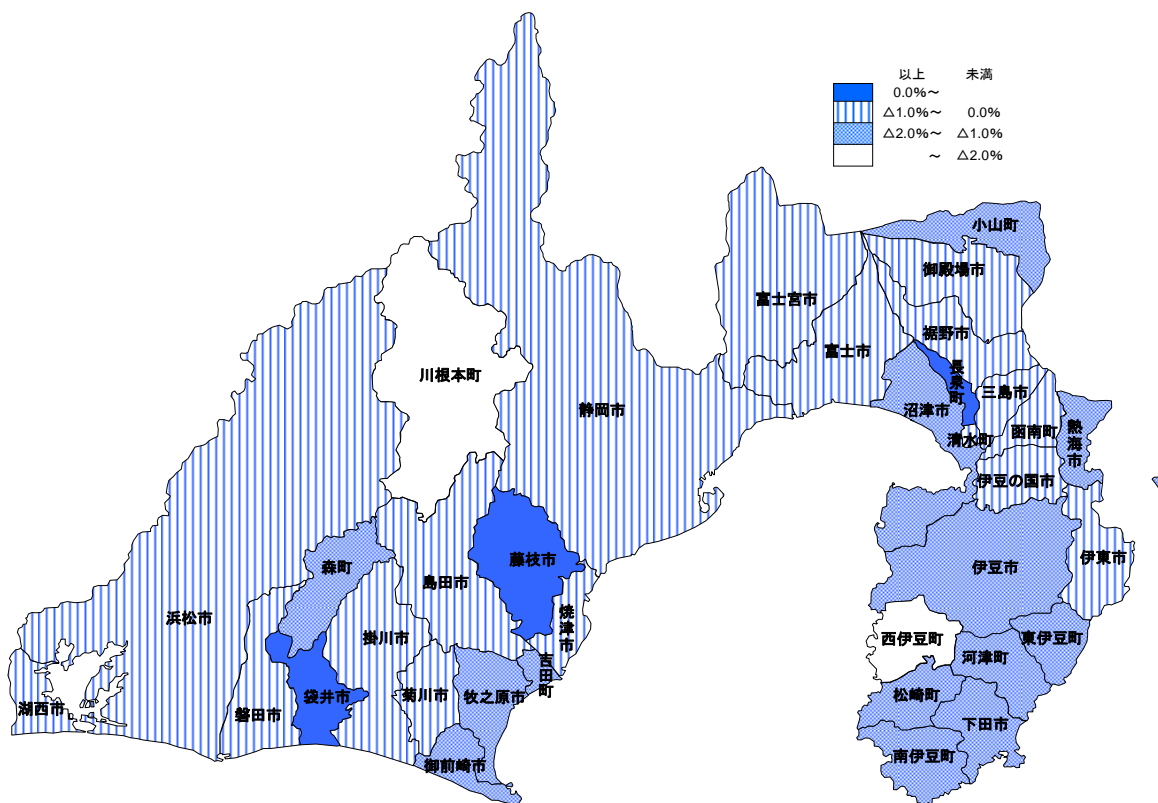 以上 未満
0.0%～
△1.0%～ 0.0%
△2.0%～ △1.0%
～ △2.0%
小山町
御殿場市
富士宮市
裾野市
富士市
長泉町
川根本町
三島市
静岡市
沼津市
函南町
熱海市
清水町
伊豆の国市
藤枝市
伊東市
森町
伊豆市
島田市
浜松市
焼津市
掛川市
西伊豆町
東伊豆町
河津町
吉田町
袋井市
菊川市
牧之原市
松崎町
湖西市
磐田市
下田市
御前崎市
南伊豆町